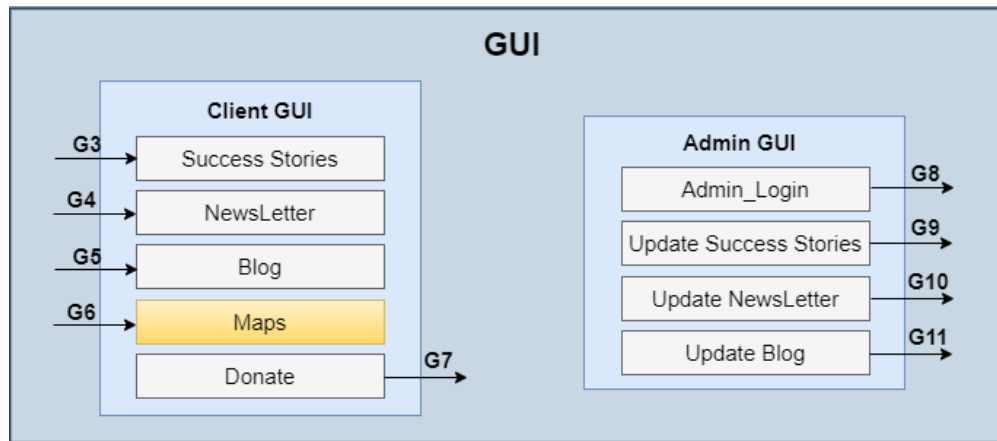 GUI
Client GUI
G3
Success Stories
G4
NewsLetter
G5
Blog
G6
Maps
Donate
G7
Admin GUI
Admin_Login
G8
Update Success Stories
G9
Update NewsLetter
G10
Update Blog
G11